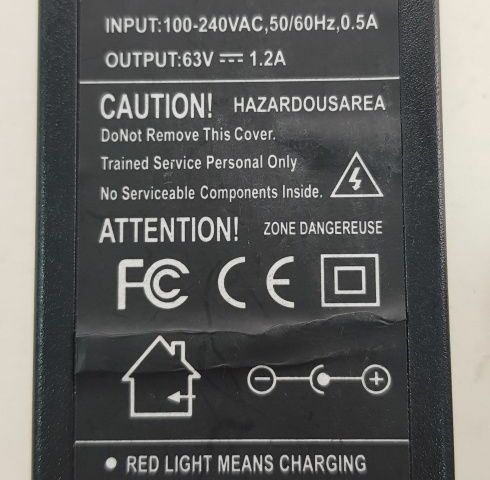 INPUT:100-240VAC,50/60Hz,0.5A
OUTPUT:63V ⎓ 1.2A
CAUTION! HAZARDOUSAREA
DoNot Remove This Cover.
Trained Service Personal Only
No Serviceable Components Inside.
ATTENTION! ZONE DANGEREUSE
FC CE
RED LIGHT MEANS CHARGING